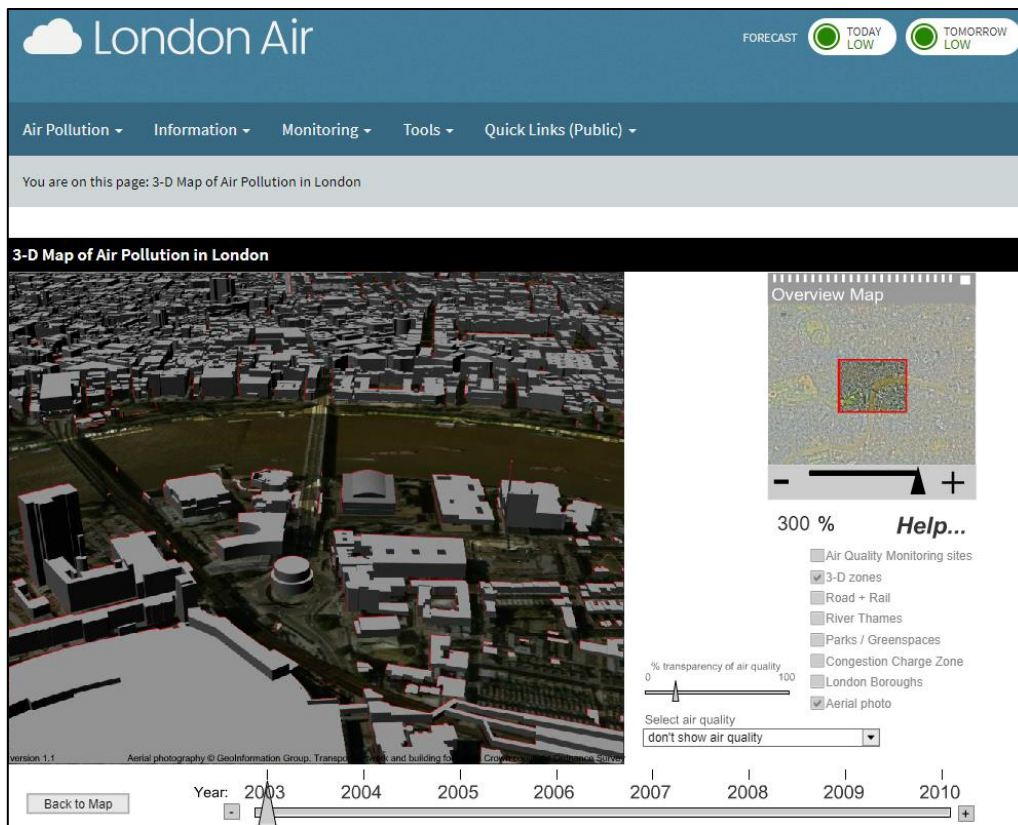 London Air
FORECAST
TODAY
LOW
TOMORROW
LOW
Air Pollution
Information
Monitoring
Tools
Quick Links (Public)
You are on this page: 3-D Map of Air Pollution in London
3-D Map of Air Pollution in London
Overview Map
- +
300 % Help...
Air Quality Monitoring sites
3-D zones
Road + Rail
River Thames
Parks / Greenspaces
Congestion Charge Zone
London Boroughs
Aerial photo
% transparency of air quality
0 100
Select air quality
don't show air quality
version 1.1 Aerial photography © GeoInformation Group. and building Crown Survey
Back to Map
Year: 2003 2004 2005 2006 2007 2008 2009 2010
- +